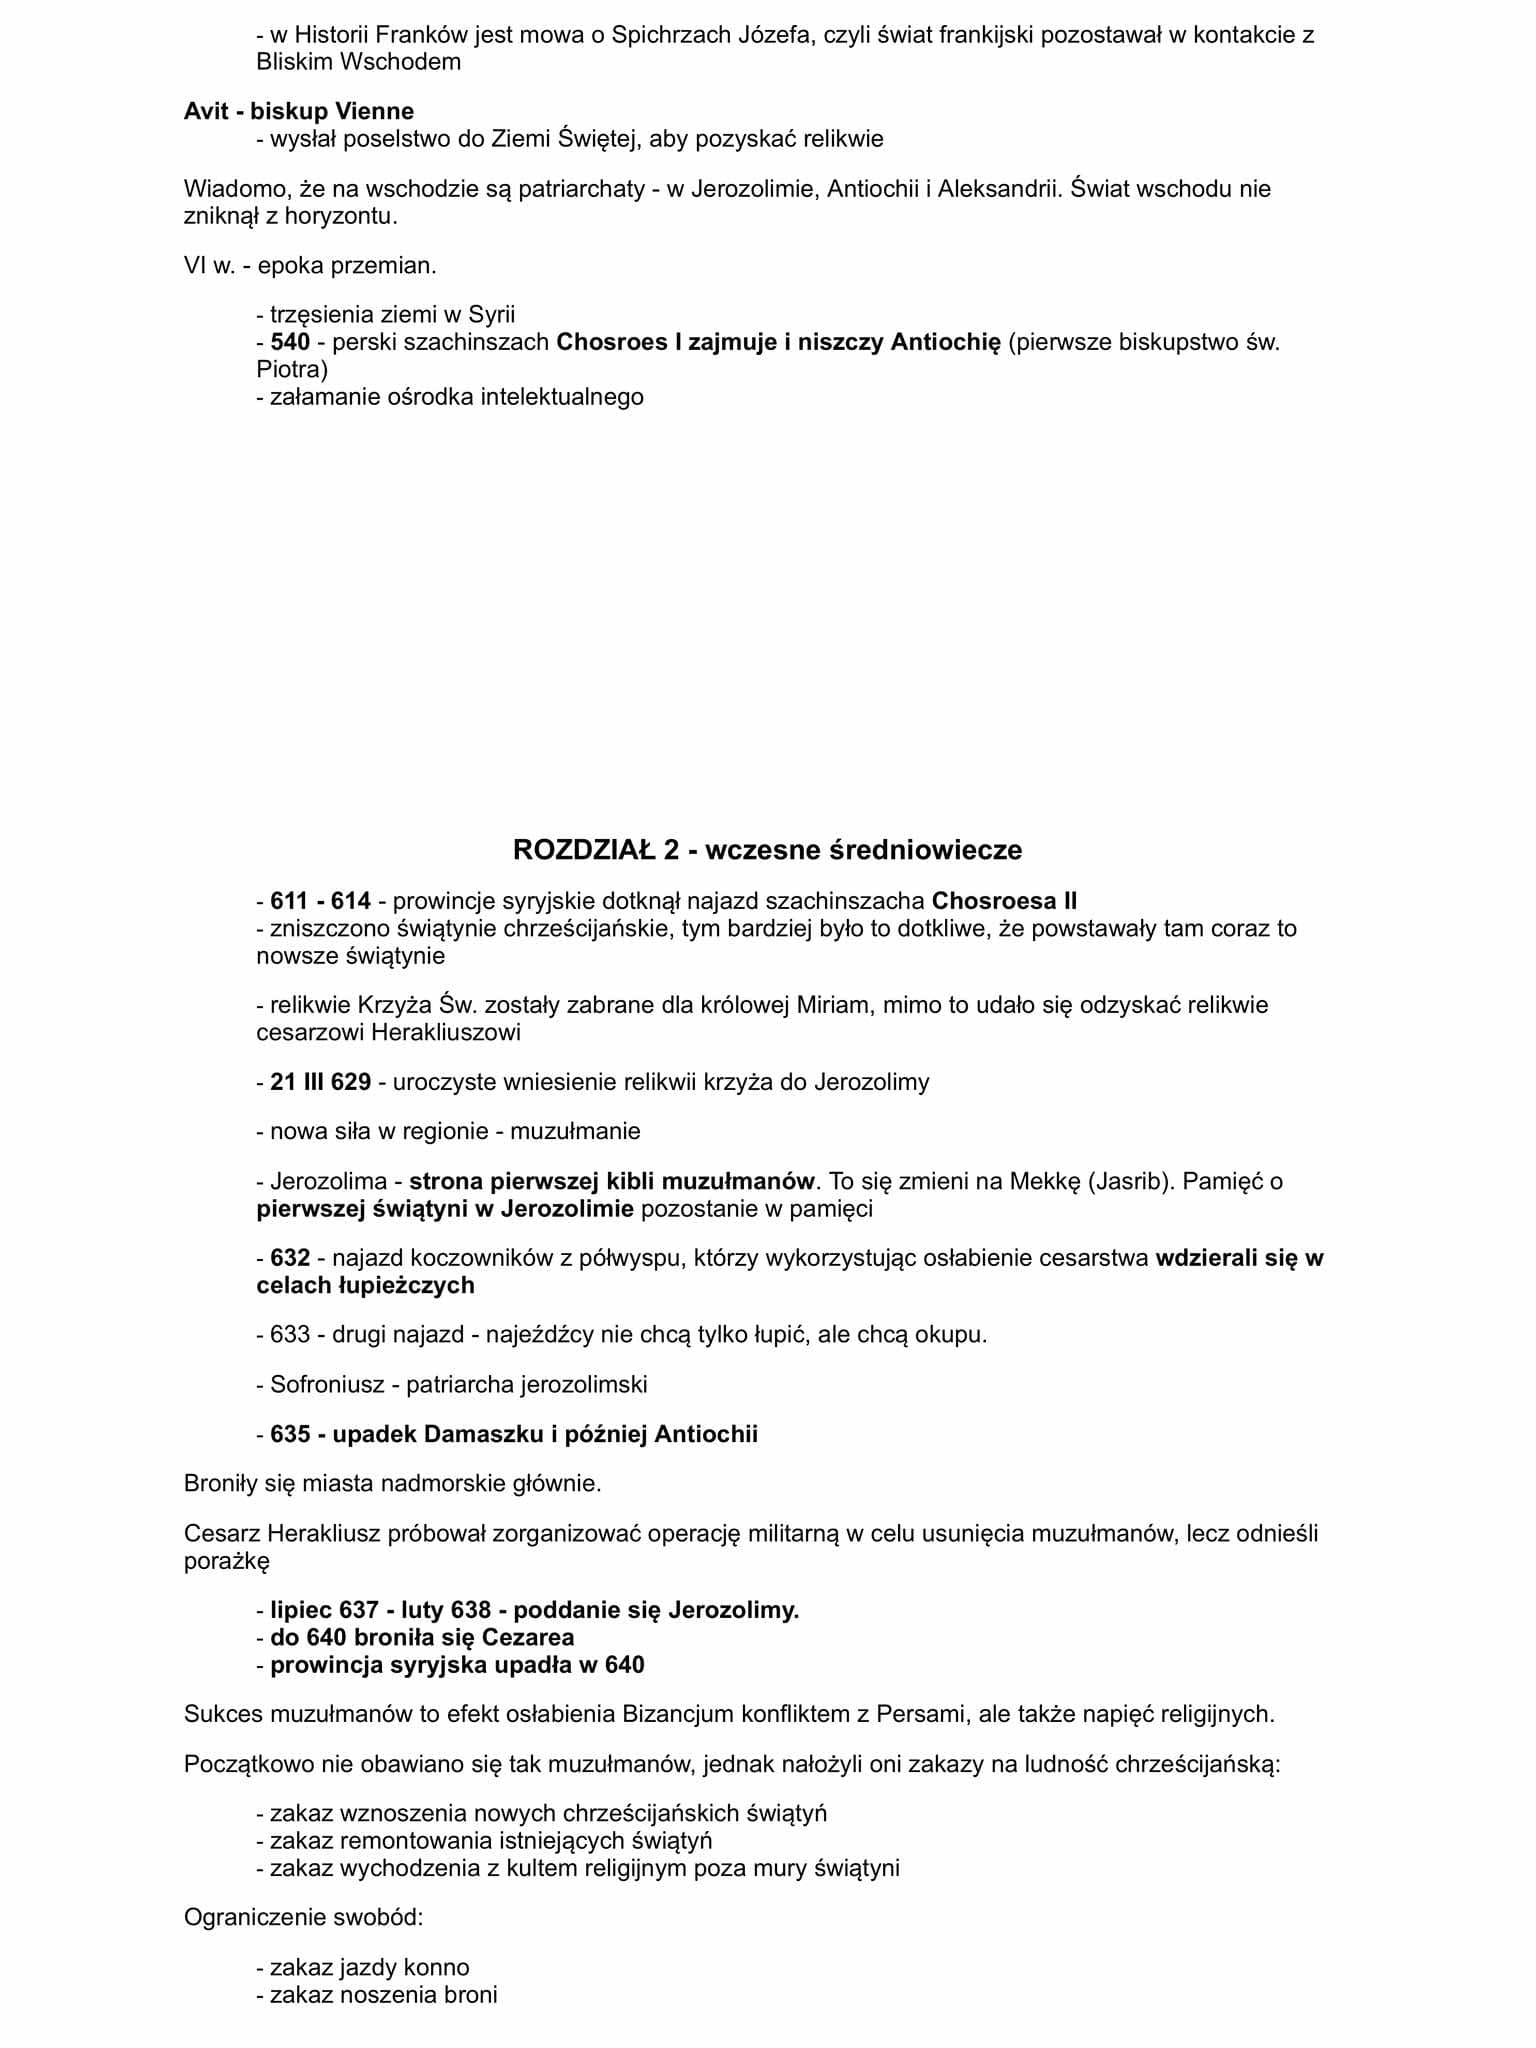 - w Historii Franków jest mowa o Spichrzach Józefa, czyli świat frankijski pozostawał w kontakcie z
Bliskim Wschodem
Avit - biskup Vienne
- wysłał poselstwo do Ziemi Świętej, aby pozyskać relikwie
Wiadomo, że na wschodzie są patriarchaty - w Jerozolimie, Antiochii i Aleksandrii. Świat wschodu nie
zniknął z horyzontu.
VI w. - epoka przemian.
- trzęsienia ziemi w Syrii
- 540 - perski szachinszach Chosroes I zajmuje i niszczy Antiochię (pierwsze biskupstwo św.
Piotra)
- załamanie ośrodka intelektualnego
ROZDZIAŁ 2 - wczesne średniowiecze
- 611 - 614 - prowincje syryjskie dotknął najazd szachinszacha Chosroesa II
- zniszczono świątynie chrześcijańskie, tym bardziej było to dotkliwe, że powstawały tam coraz to
nowsze świątynie
- relikwie Krzyża Św. zostały zabrane dla królowej Miriam, mimo to udało się odzyskać relikwie
cesarzowi Herakliuszowi
- 21 III 629 - uroczyste wniesienie relikwii krzyża do Jerozolimy
- nowa siła w regionie - muzułmanie
- Jerozolima - strona pierwszej kibli muzułmanów. To się zmieni na Mekkę (Jasrib). Pamięć o
pierwszej świątyni w Jerozolimie pozostanie w pamięci
- 632 - najazd koczowników z półwyspu, którzy wykorzystując osłabienie cesarstwa wdzierali się w
celach łupieżczych
- 633 - drugi najazd - najeźdźcy nie chcą tylko łupić, ale chcą okupu.
- Sofroniusz - patriarcha jerozolimski
- 635 - upadek Damaszku i później Antiochii
Broniły się miasta nadmorskie głównie.
Cesarz Herakliusz próbował zorganizować operację militarną w celu usunięcia muzułmanów, lecz odnieśli
porażkę
- lipiec 637 - luty 638 - poddanie się Jerozolimy.
- do 640 broniła się Cezarea
- prowincja syryjska upadła w 640
Sukces muzułmanów to efekt osłabienia Bizancjum konfliktem z Persami, ale także napięć religijnych.
Początkowo nie obawiano się tak muzułmanów, jednak nałożyli oni zakazy na ludność chrześcijańską:
- zakaz wznoszenia nowych chrześcijańskich świątyń
- zakaz remontowania istniejących świątyń
- zakaz wychodzenia z kultem religijnym poza mury świątyni
Ograniczenie swobód:
- zakaz jazdy konno
- zakaz noszenia broni